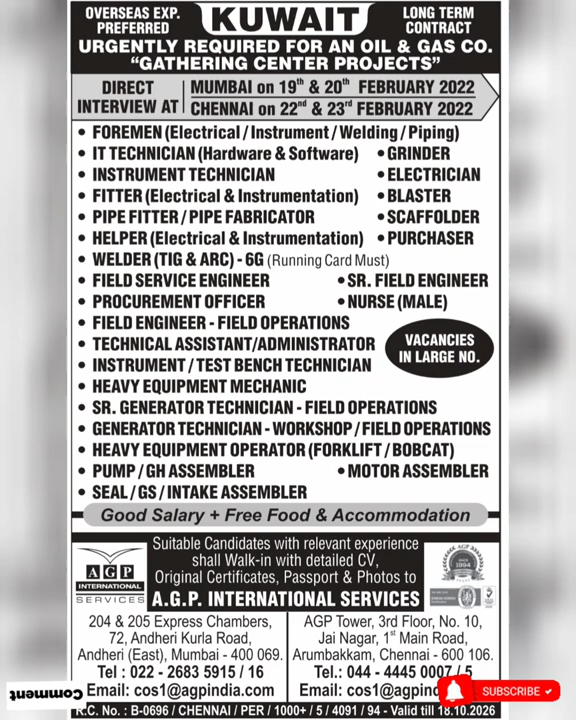 OVERSEAS EXP. PREFERRED
KUWAIT
LONG TERM CONTRACT
URGENTLY REQUIRED FOR AN OIL & GAS CO.
“GATHERING CENTER PROJECTS”
DIRECT INTERVIEW AT
MUMBAI on 19th & 20th FEBRUARY 2022
CHENNAI on 22nd & 23rd FEBRUARY 2022
• FOREMEN (Electrical / Instrument / Welding / Piping)
• IT TECHNICIAN (Hardware & Software) • GRINDER
• INSTRUMENT TECHNICIAN • ELECTRICIAN
• FITTER (Electrical & Instrumentation) • BLASTER
• PIPE FITTER / PIPE FABRICATOR • SCAFFOLDER
• HELPER (Electrical & Instrumentation) • PURCHASER
• WELDER (TIG & ARC) - 6G (Running Card Must)
• FIELD SERVICE ENGINEER • SR. FIELD ENGINEER
• PROCUREMENT OFFICER • NURSE (MALE)
• FIELD ENGINEER - FIELD OPERATIONS
• TECHNICAL ASSISTANT/ADMINISTRATOR
• INSTRUMENT / TEST BENCH TECHNICIAN
VACANCIES
IN LARGE NO.
• HEAVY EQUIPMENT MECHANIC
• SR. GENERATOR TECHNICIAN - FIELD OPERATIONS
• GENERATOR TECHNICIAN - WORKSHOP / FIELD OPERATIONS
• HEAVY EQUIPMENT OPERATOR (FORKLIFT / BOBCAT)
• PUMP / GH ASSEMBLER • MOTOR ASSEMBLER
• SEAL / GS / INTAKE ASSEMBLER
Good Salary + Free Food & Accommodation
AGP
INTERNATIONAL
SERVICES
Suitable Candidates with relevant experience
shall Walk-in with detailed CV,
Original Certificates, Passport & Photos to
A.G.P. INTERNATIONAL SERVICES
AGP
SINCE
1994
204 & 205 Express Chambers,
72, Andheri Kurla Road,
Andheri (East), Mumbai - 400 069.
Tel : 022 - 2683 5915 / 16
Email: cos1@agpindia.com
AGP Tower, 3rd Floor, No. 10,
Jai Nagar, 1st Main Road,
Arumbakkam, Chennai - 600 106.
Tel.: 044 - 4445 0007 / 5
Email: cos1@agpind
Comment
SUBSCRIBE
R.C. No. : B-0696 / CHENNAI / PER / 1000+ / 5 / 4091 / 94 - Valid till 18.10.2026